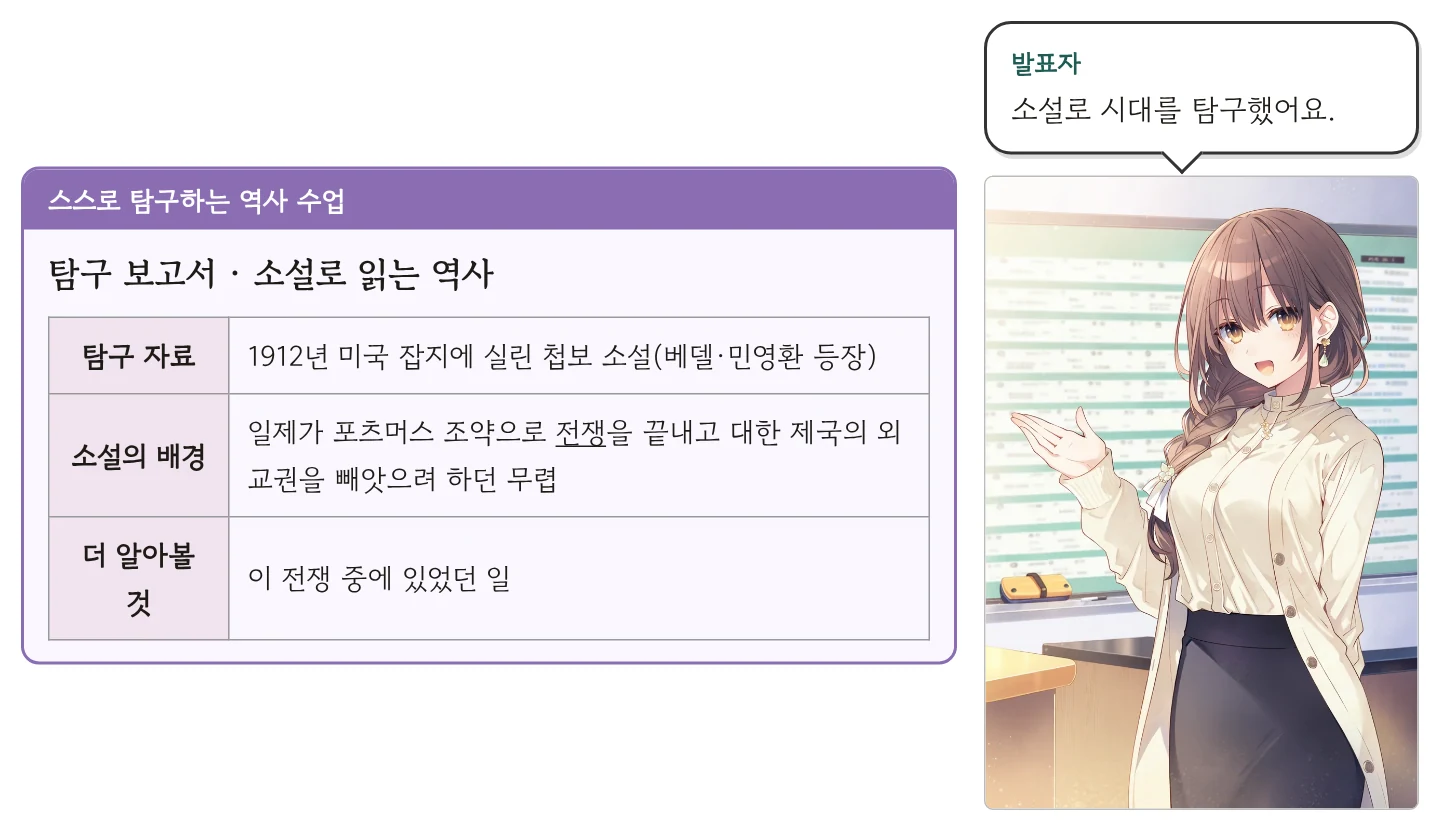 발표자
소설로 시대를 탐구했어요.
스스로 탐구하는 역사 수업
탐구 보고서 · 소설로 읽는 역사
탐구 자료
1912년 미국 잡지에 실린 첩보 소설(베델·민영환 등장)
소설의 배경
일제가 포츠머스 조약으로 전쟁을 끝내고 대한 제국의 외
교권을 빼앗으려 하던 무렵
더 알아볼
것
이 전쟁 중에 있었던 일